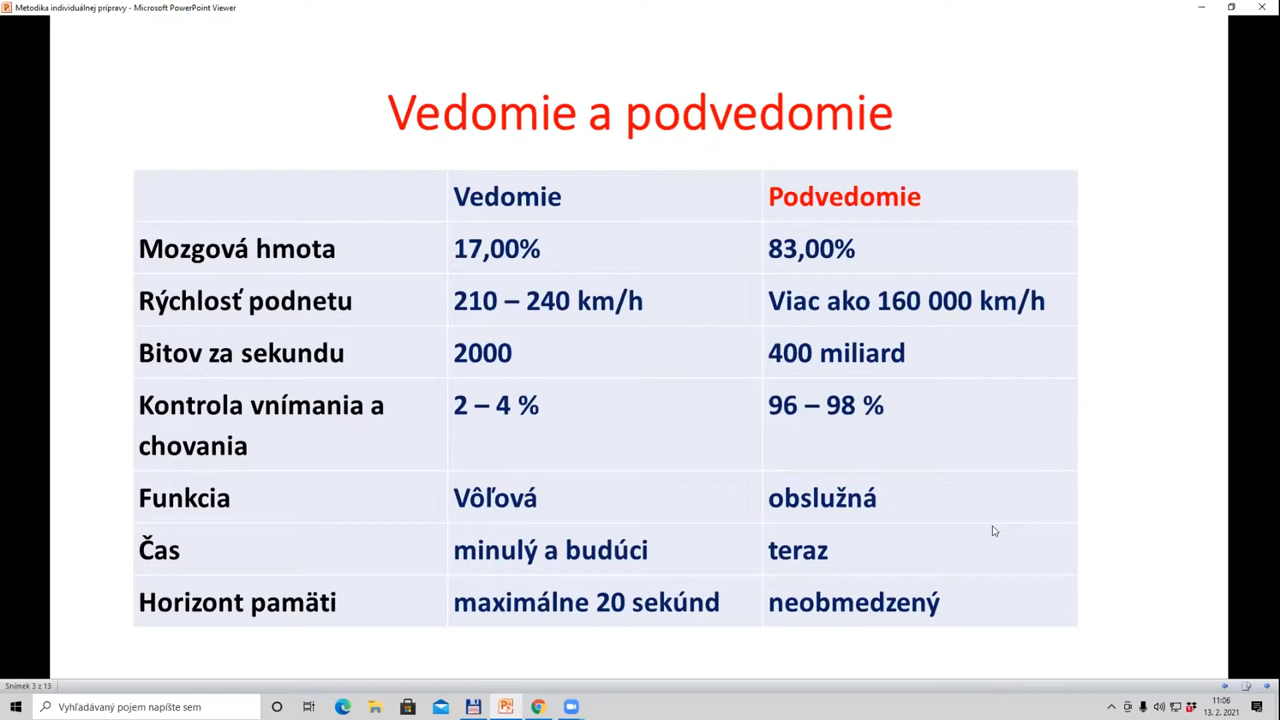 Metodika individuálnej prípravy - Microsoft PowerPoint Viewer
Vedomie a podvedomie
Vedomie Podvedomie
Mozgová hmota 17,00% 83,00%
Rýchlosť podnetu 210 – 240 km/h Viac ako 160 000 km/h
Bitov za sekundu 2000 400 miliard
Kontrola vnímania a 2 – 4 % 96 – 98 %
chovania
Funkcia Vôľová obslužná
Čas minulý a budúci teraz
Horizont pamäti maximálne 20 sekúnd neobmedzený
Snímek 3 z 13
Vyhľadávaný pojem napíšte sem
11:06
13. 2. 2021